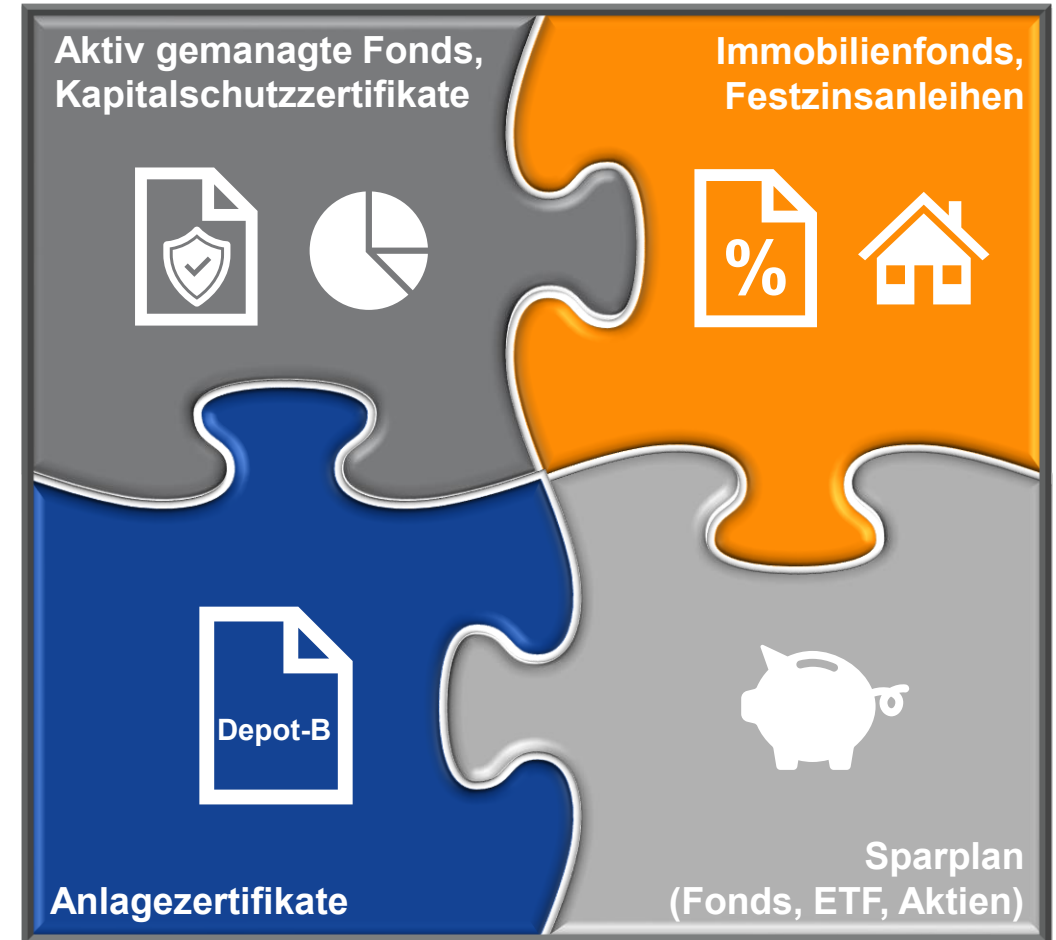 Aktiv gemanagte Fonds,
Kapitalschutzzertifikate
Immobilienfonds,
Festzinsanleihen
%
Depot-B
Anlagezertifikate
Sparplan
(Fonds, ETF, Aktien)